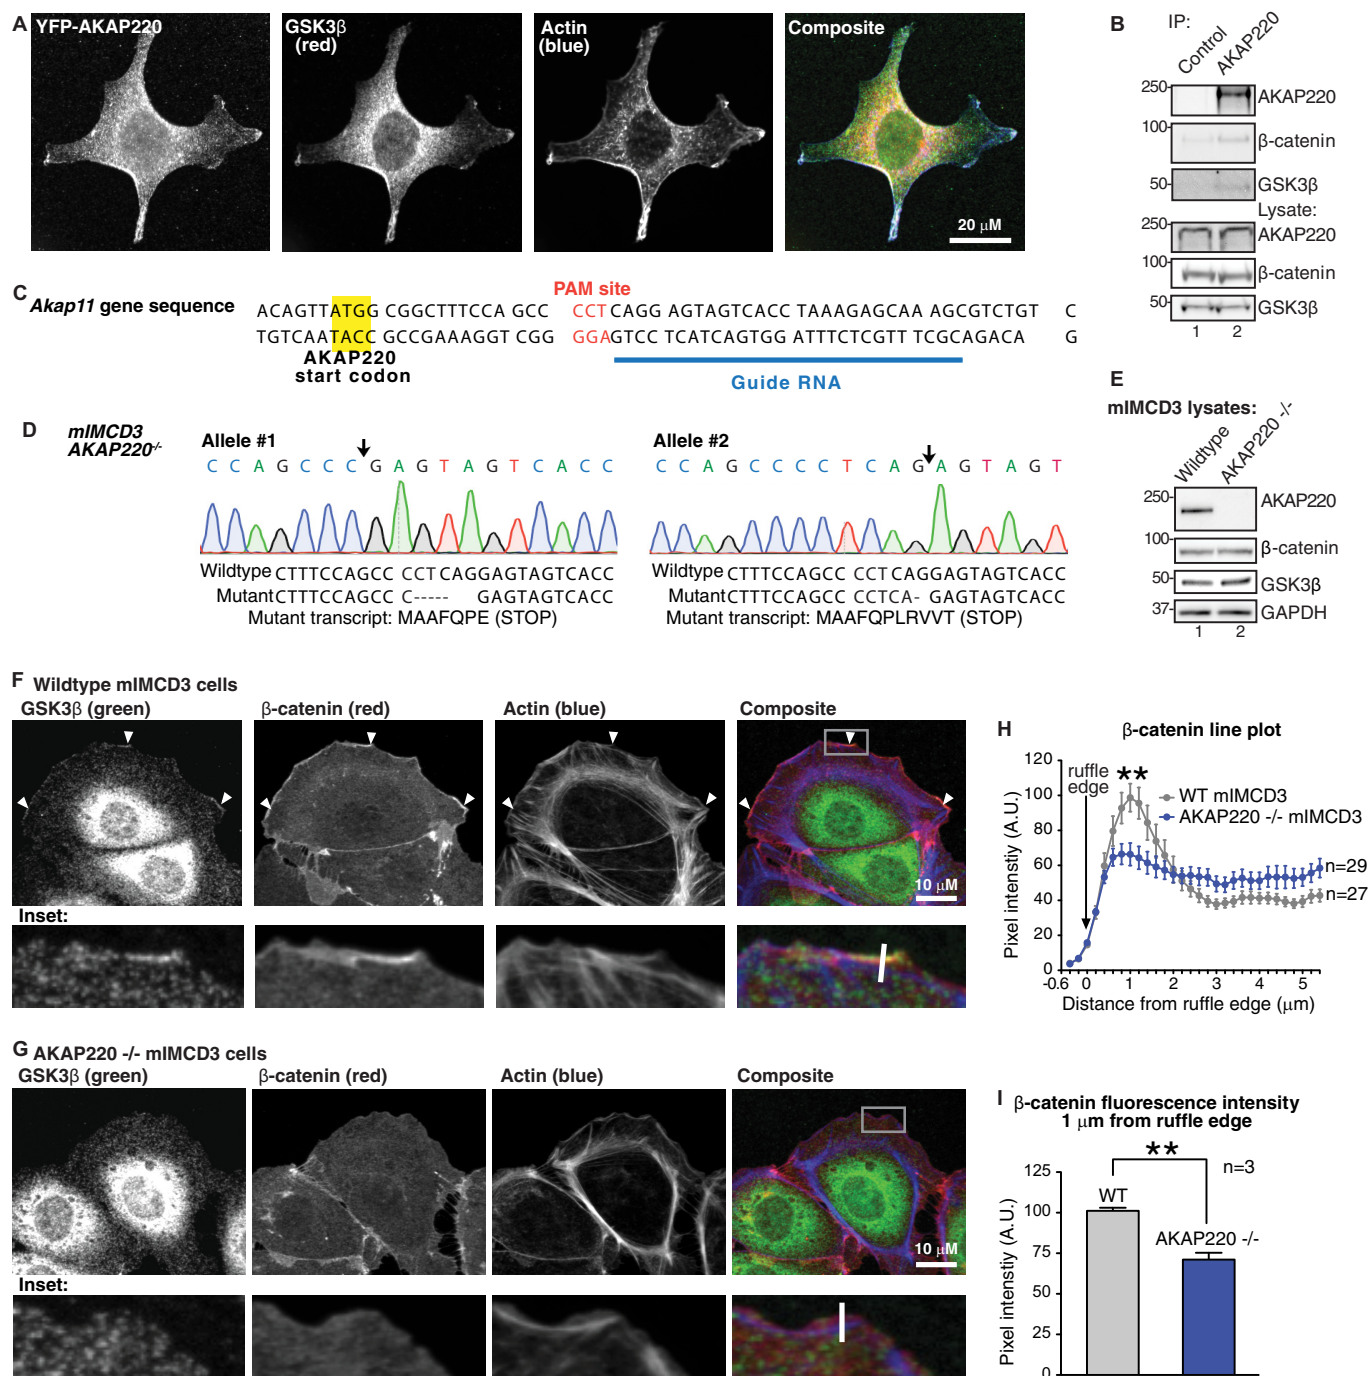 A
YFP-AKAP220
GSK3β
(red)
Actin
(blue)
Composite
20 μM
B
IP:
Control
AKAP220
250
AKAP220
100
β-catenin
50
GSK3β
Lysate:
250
AKAP220
100
β-catenin
50
GSK3β
1 2
C
Akap11 gene sequence
PAM site
ACAGTTATGG CGGCTTTCCA GCC CCT CAGG AGTAGTCACC TAAAGAGCAA AGCGTCTGT C
TGTCAATACC GCCGAAAGGT CGG GGA GTCC TCATCAGTGG ATTTCTCGTT TCGCAGACA G
AKAP220
start codon
Guide RNA
D
mIMCD3
AKAP220-/-
Allele #1
C C A G C C C G A G T A G T C A C C
Wildtype CTTTCCAGCC CCTCAGGAGTAGTCACC
Mutant CTTTCCAGCC C----- GAGTAGTCACC
Mutant transcript: MAAFQPE (STOP)
Allele #2
C C A G C C C C T C A G A G T A G T
Wildtype CTTTCCAGCC CCTCAGGAGTAGTCACC
Mutant CTTTCCAGCC CCTCA- GAGTAGTCACC
Mutant transcript: MAAFQPLRVVT (STOP)
E
mIMCD3 lysates:
Wildtype
AKAP220 -/-
250
AKAP220
100
β-catenin
50
GSK3β
37
GAPDH
1 2
F Wildtype mIMCD3 cells
GSK3β (green)
β-catenin (red)
Actin (blue)
Composite
10 μM
Inset:
G AKAP220 -/- mIMCD3 cells
GSK3β (green)
β-catenin (red)
Actin (blue)
Composite
10 μM
Inset:
H
β-catenin line plot
Pixel intenstiy (A.U.)
120
100
80
60
40
20
0
ruffle
edge
**
WT mIMCD3
AKAP220 -/- mIMCD3
n=29
n=27
-0.6 0 1 2 3 4 5
Distance from ruffle edge (μm)
I
β-catenin fluorescence intensity
1 μm from ruffle edge
Pixel intenstiy (A.U.)
125
100
75
50
25
0
**
n=3
WT
AKAP220 -/-